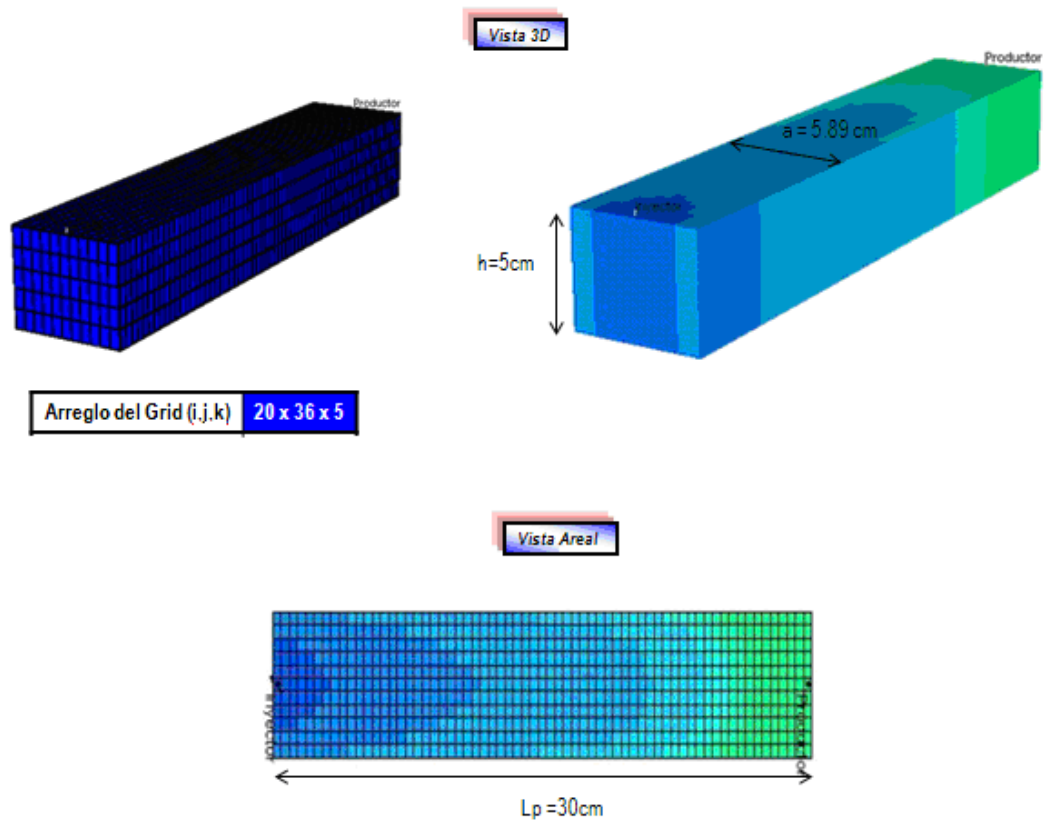 Vista 3D
Productor
Productor
a = 5.89 cm
h=5cm
Arreglo del Grid (i,j,k) 20 x 36 x 5
Vista Areal
Inyector
Productor
Lp =30cm